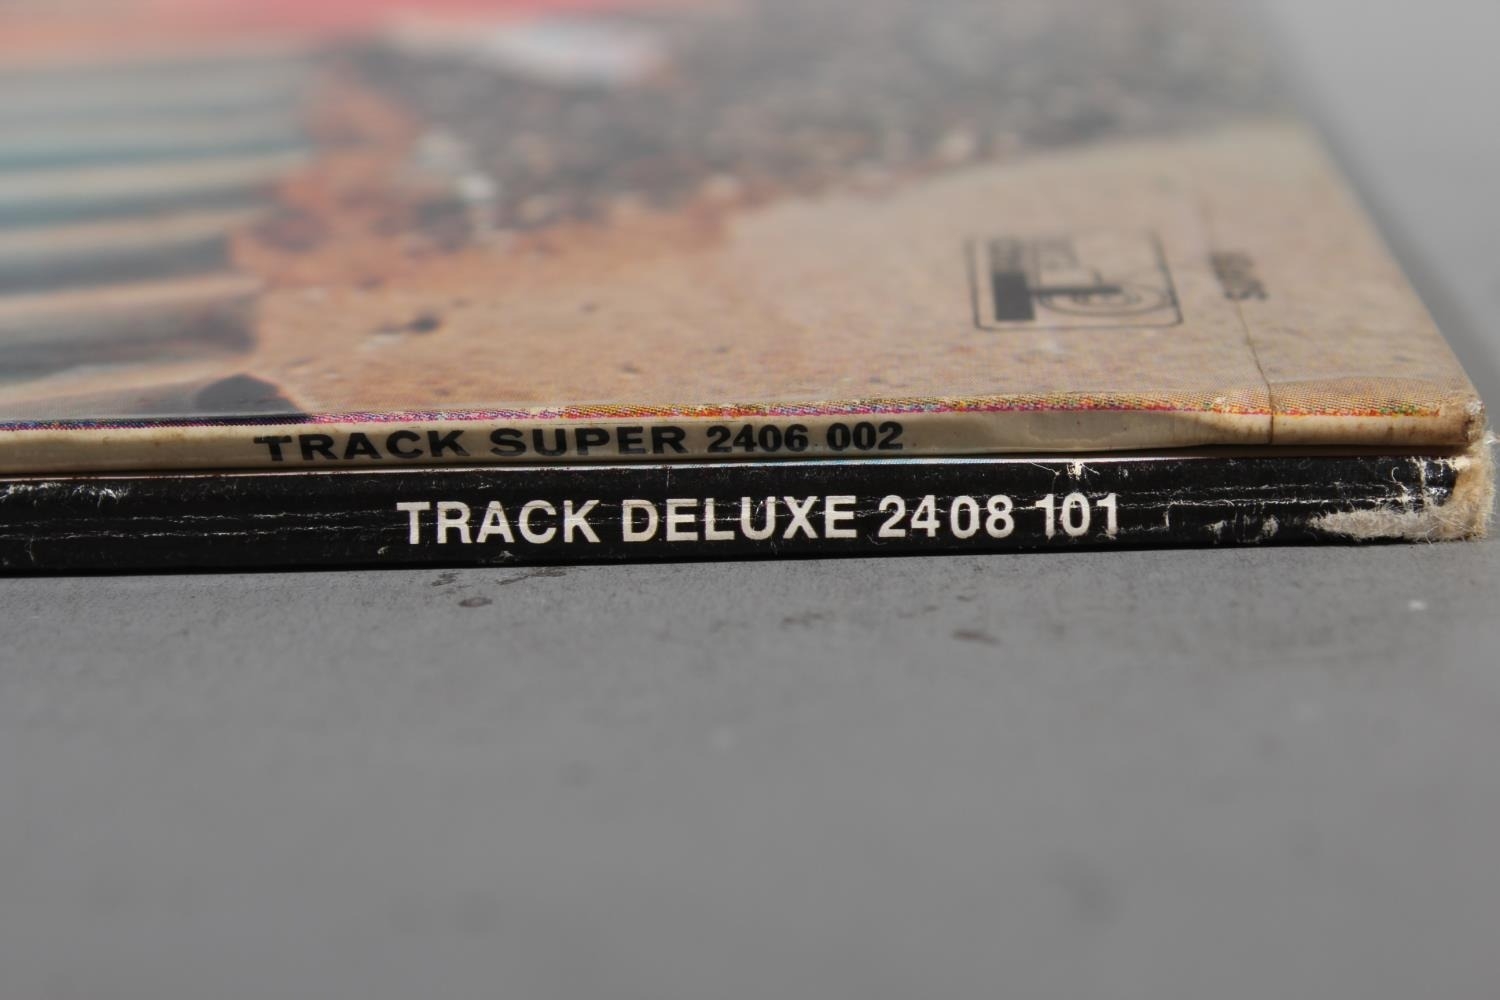 TRACK SUPER 2406 002
TRACK DELUXE 2408 101